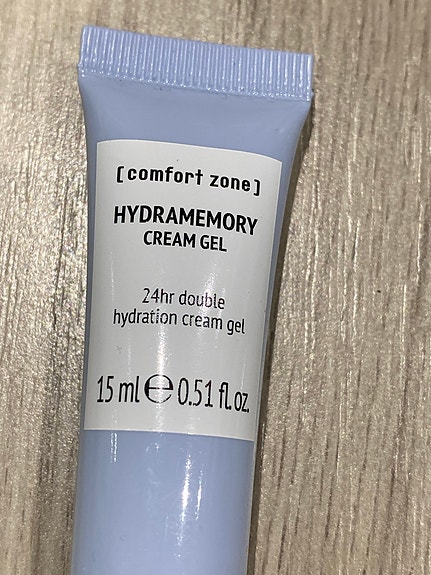 [comfort zone]
HYDRAMEMORY
CREAM GEL
24hr double
hydration cream gel
15 ml ℮ 0.51 fl.oz.